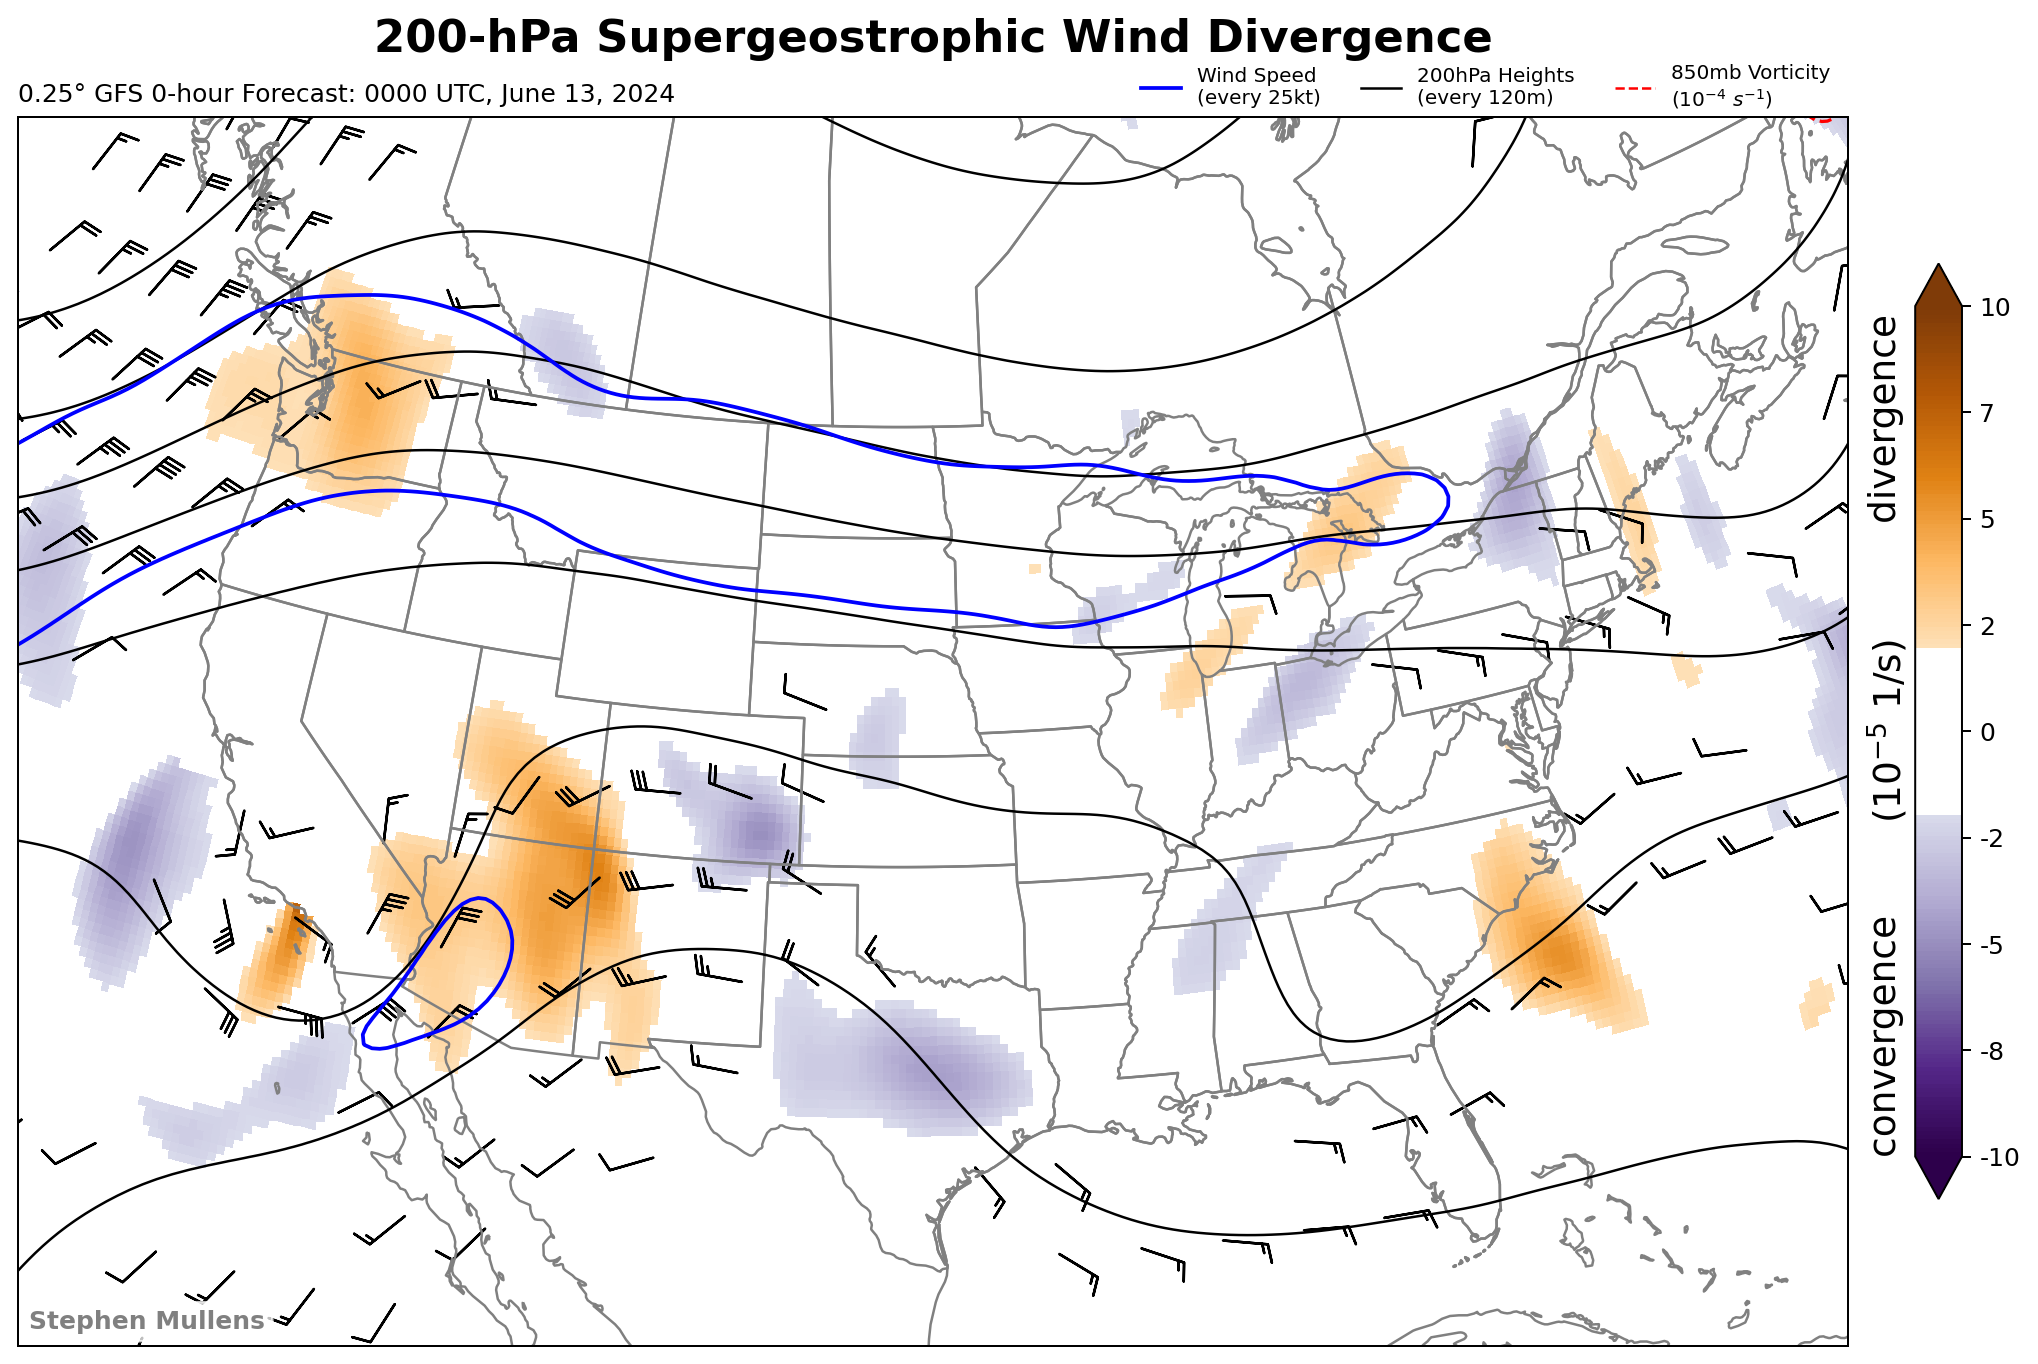 200-hPa Supergeostrophic Wind Divergence
0.25° GFS 0-hour Forecast: 0000 UTC, June 13, 2024
Wind Speed
(every 25kt)
200hPa Heights
(every 120m)
850mb Vorticity
(10⁻⁴ s⁻¹)
10
7
5
2
0
-2
-5
-8
-10
convergence (10⁻⁵ 1/s) divergence
Stephen Mullens